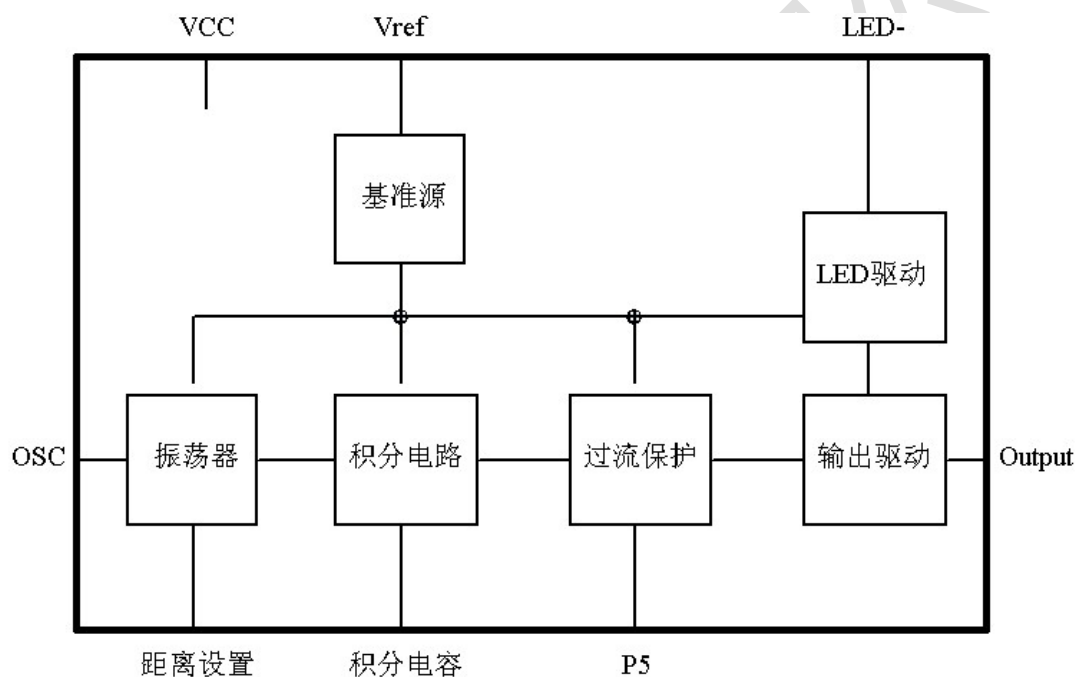 VCC
Vref
LED-
基准源
LED驱动
OSC
振荡器
积分电路
过流保护
输出驱动
Output
距离设置
积分电容
P5